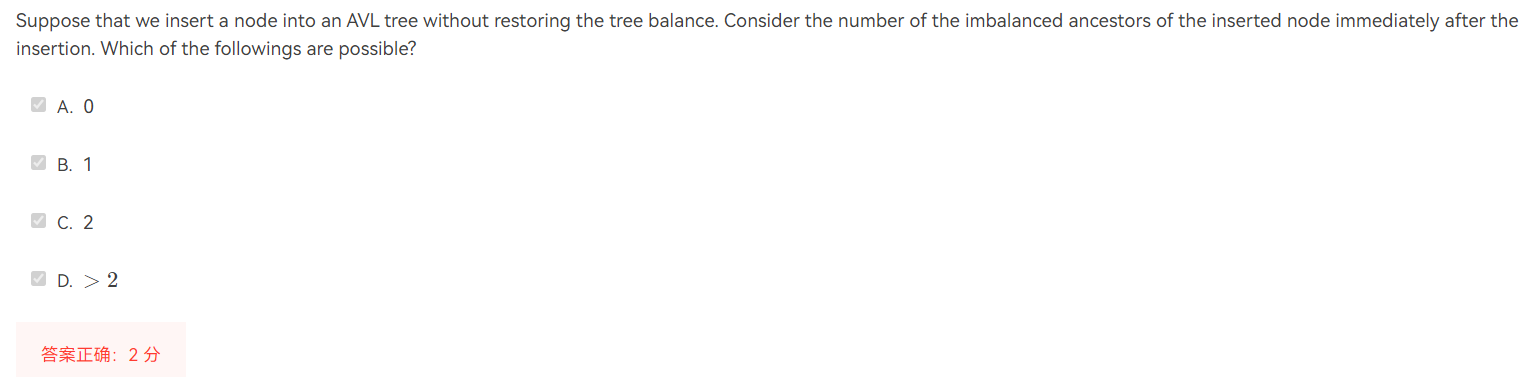 Suppose that we insert a node into an AVL tree without restoring the tree balance. Consider the number of the imbalanced ancestors of the inserted node immediately after the
insertion. Which of the followings are possible?
A. 0
B. 1
C. 2
D. > 2
答案正确：2 分